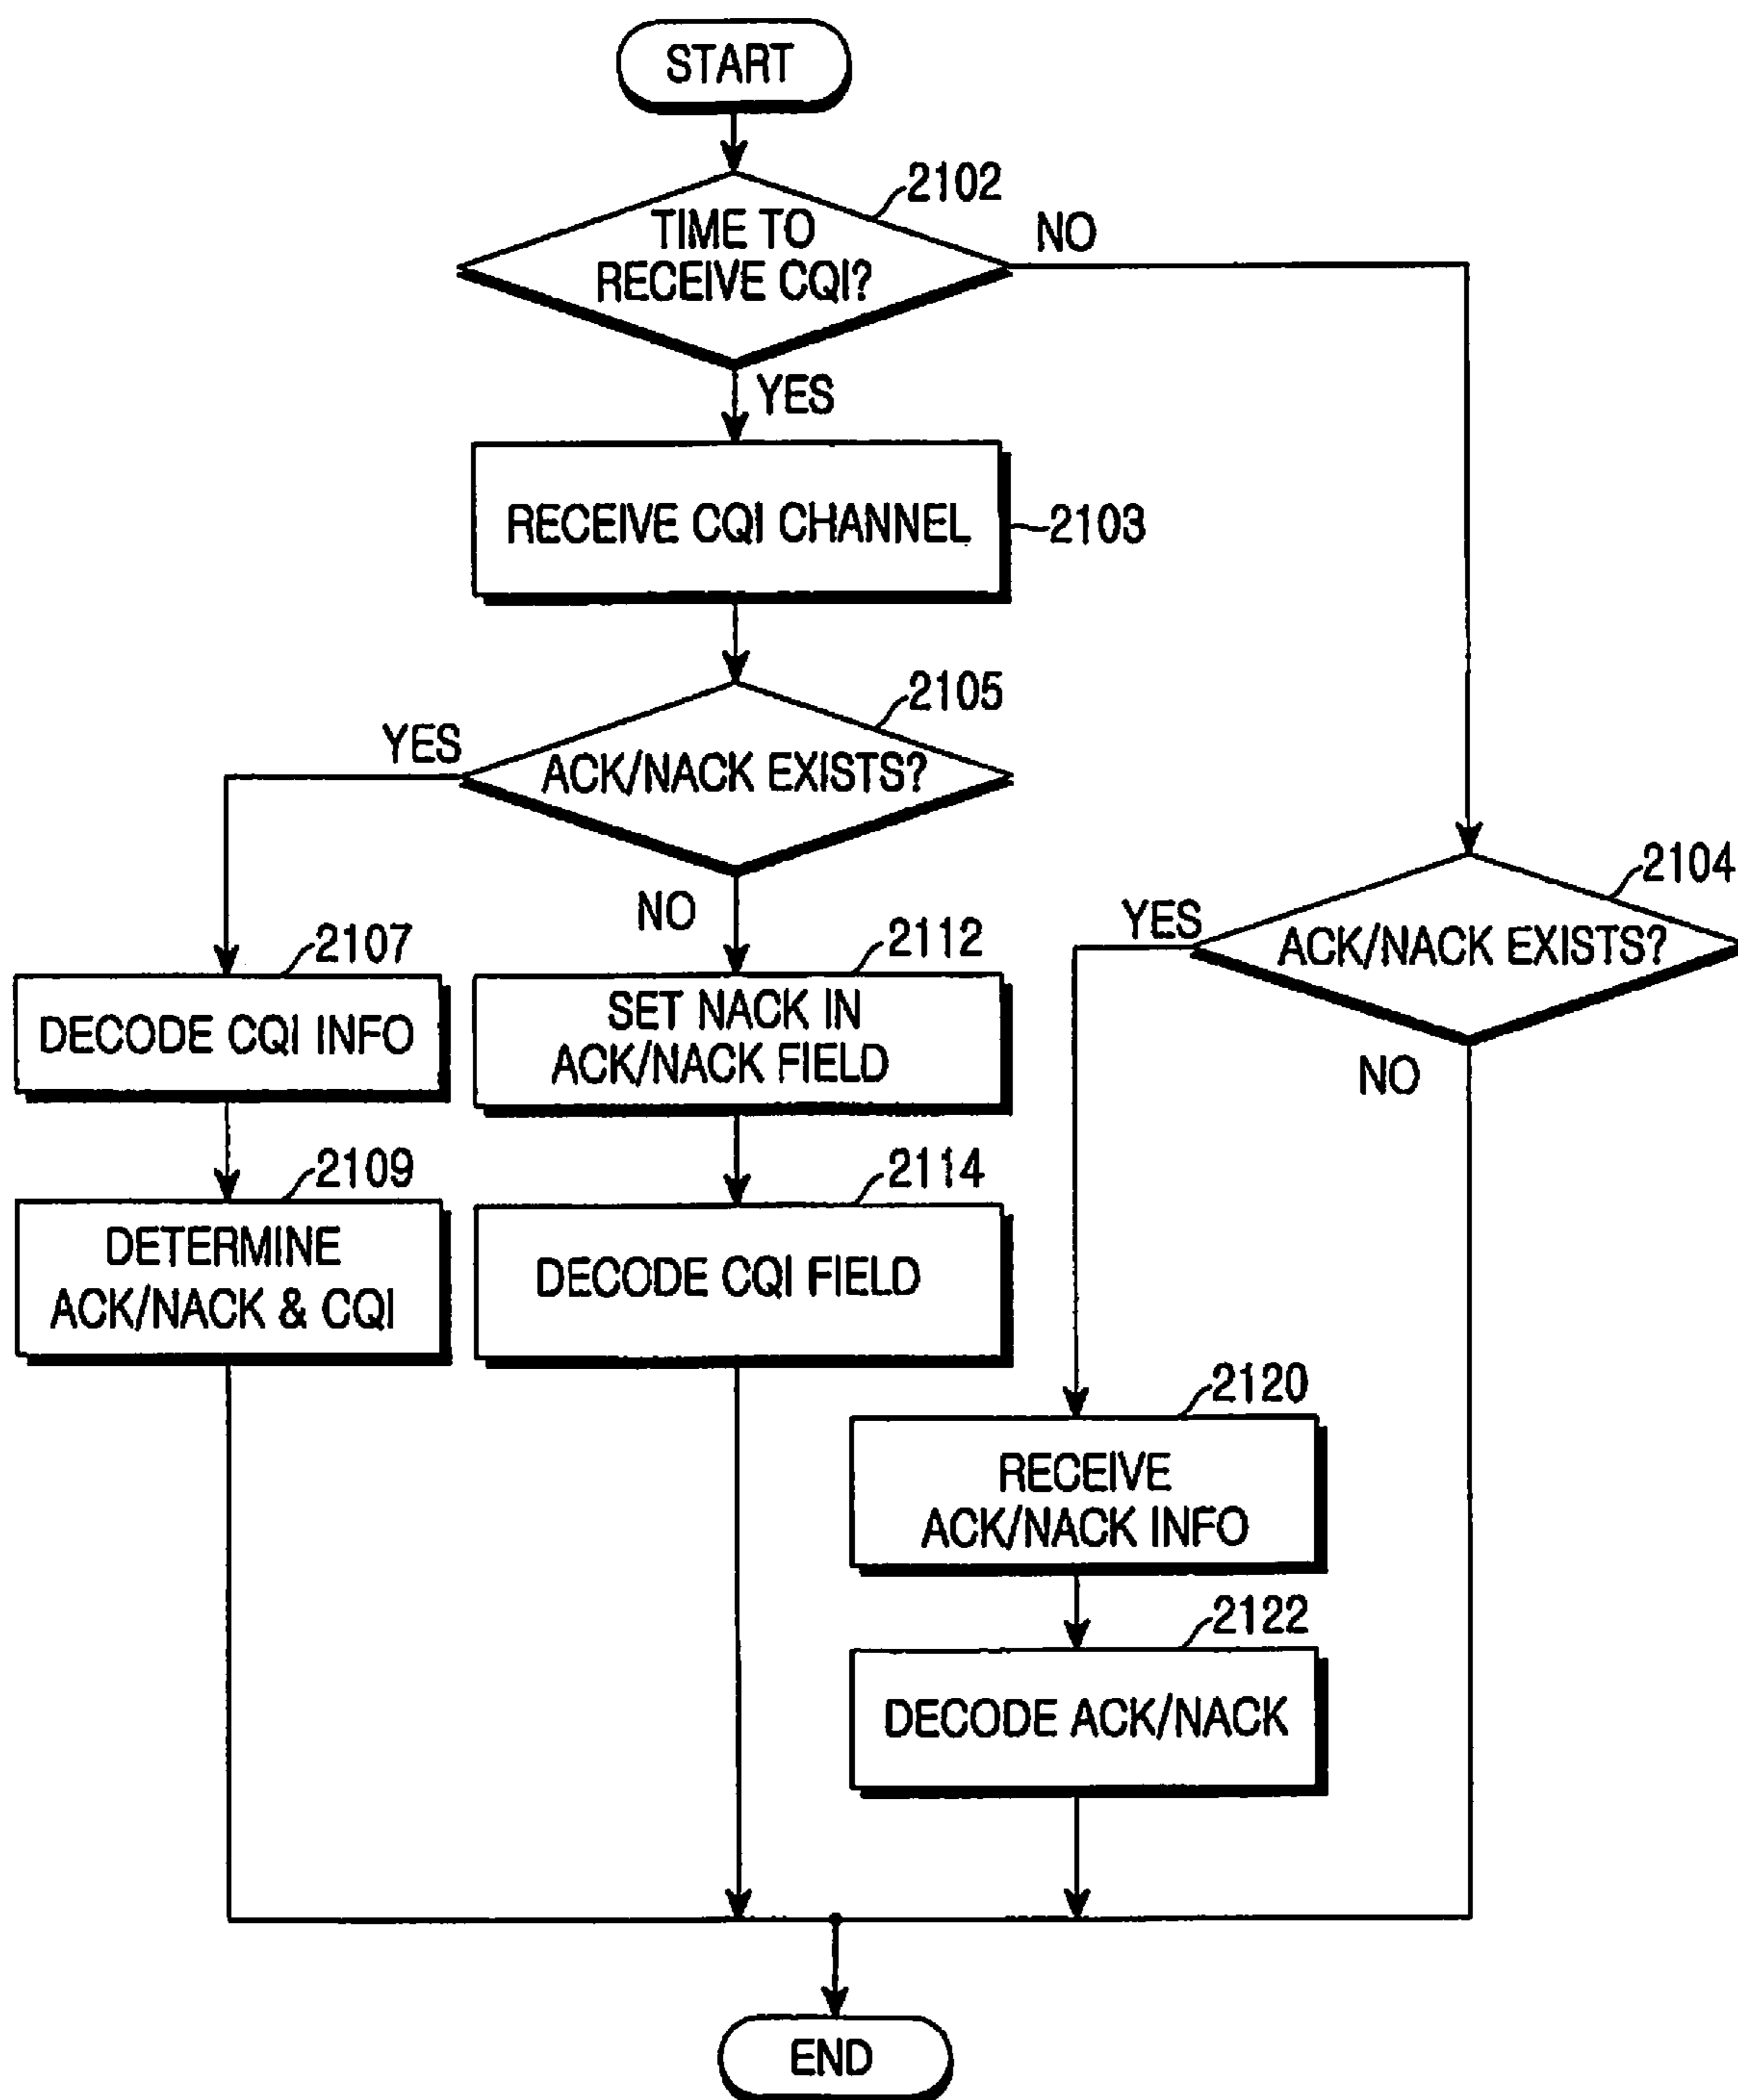 START
2102
TIME TO
RECEIVE CQI?
NO
YES
RECEIVE CQI CHANNEL
2103
2105
YES
ACK/NACK EXISTS?
NO
2104
YES
ACK/NACK EXISTS?
NO
2107
DECODE CQI INFO
2112
SET NACK IN
ACK/NACK FIELD
2109
DETERMINE
ACK/NACK & CQI
2114
DECODE CQI FIELD
2120
RECEIVE
ACK/NACK INFO
2122
DECODE ACK/NACK
END